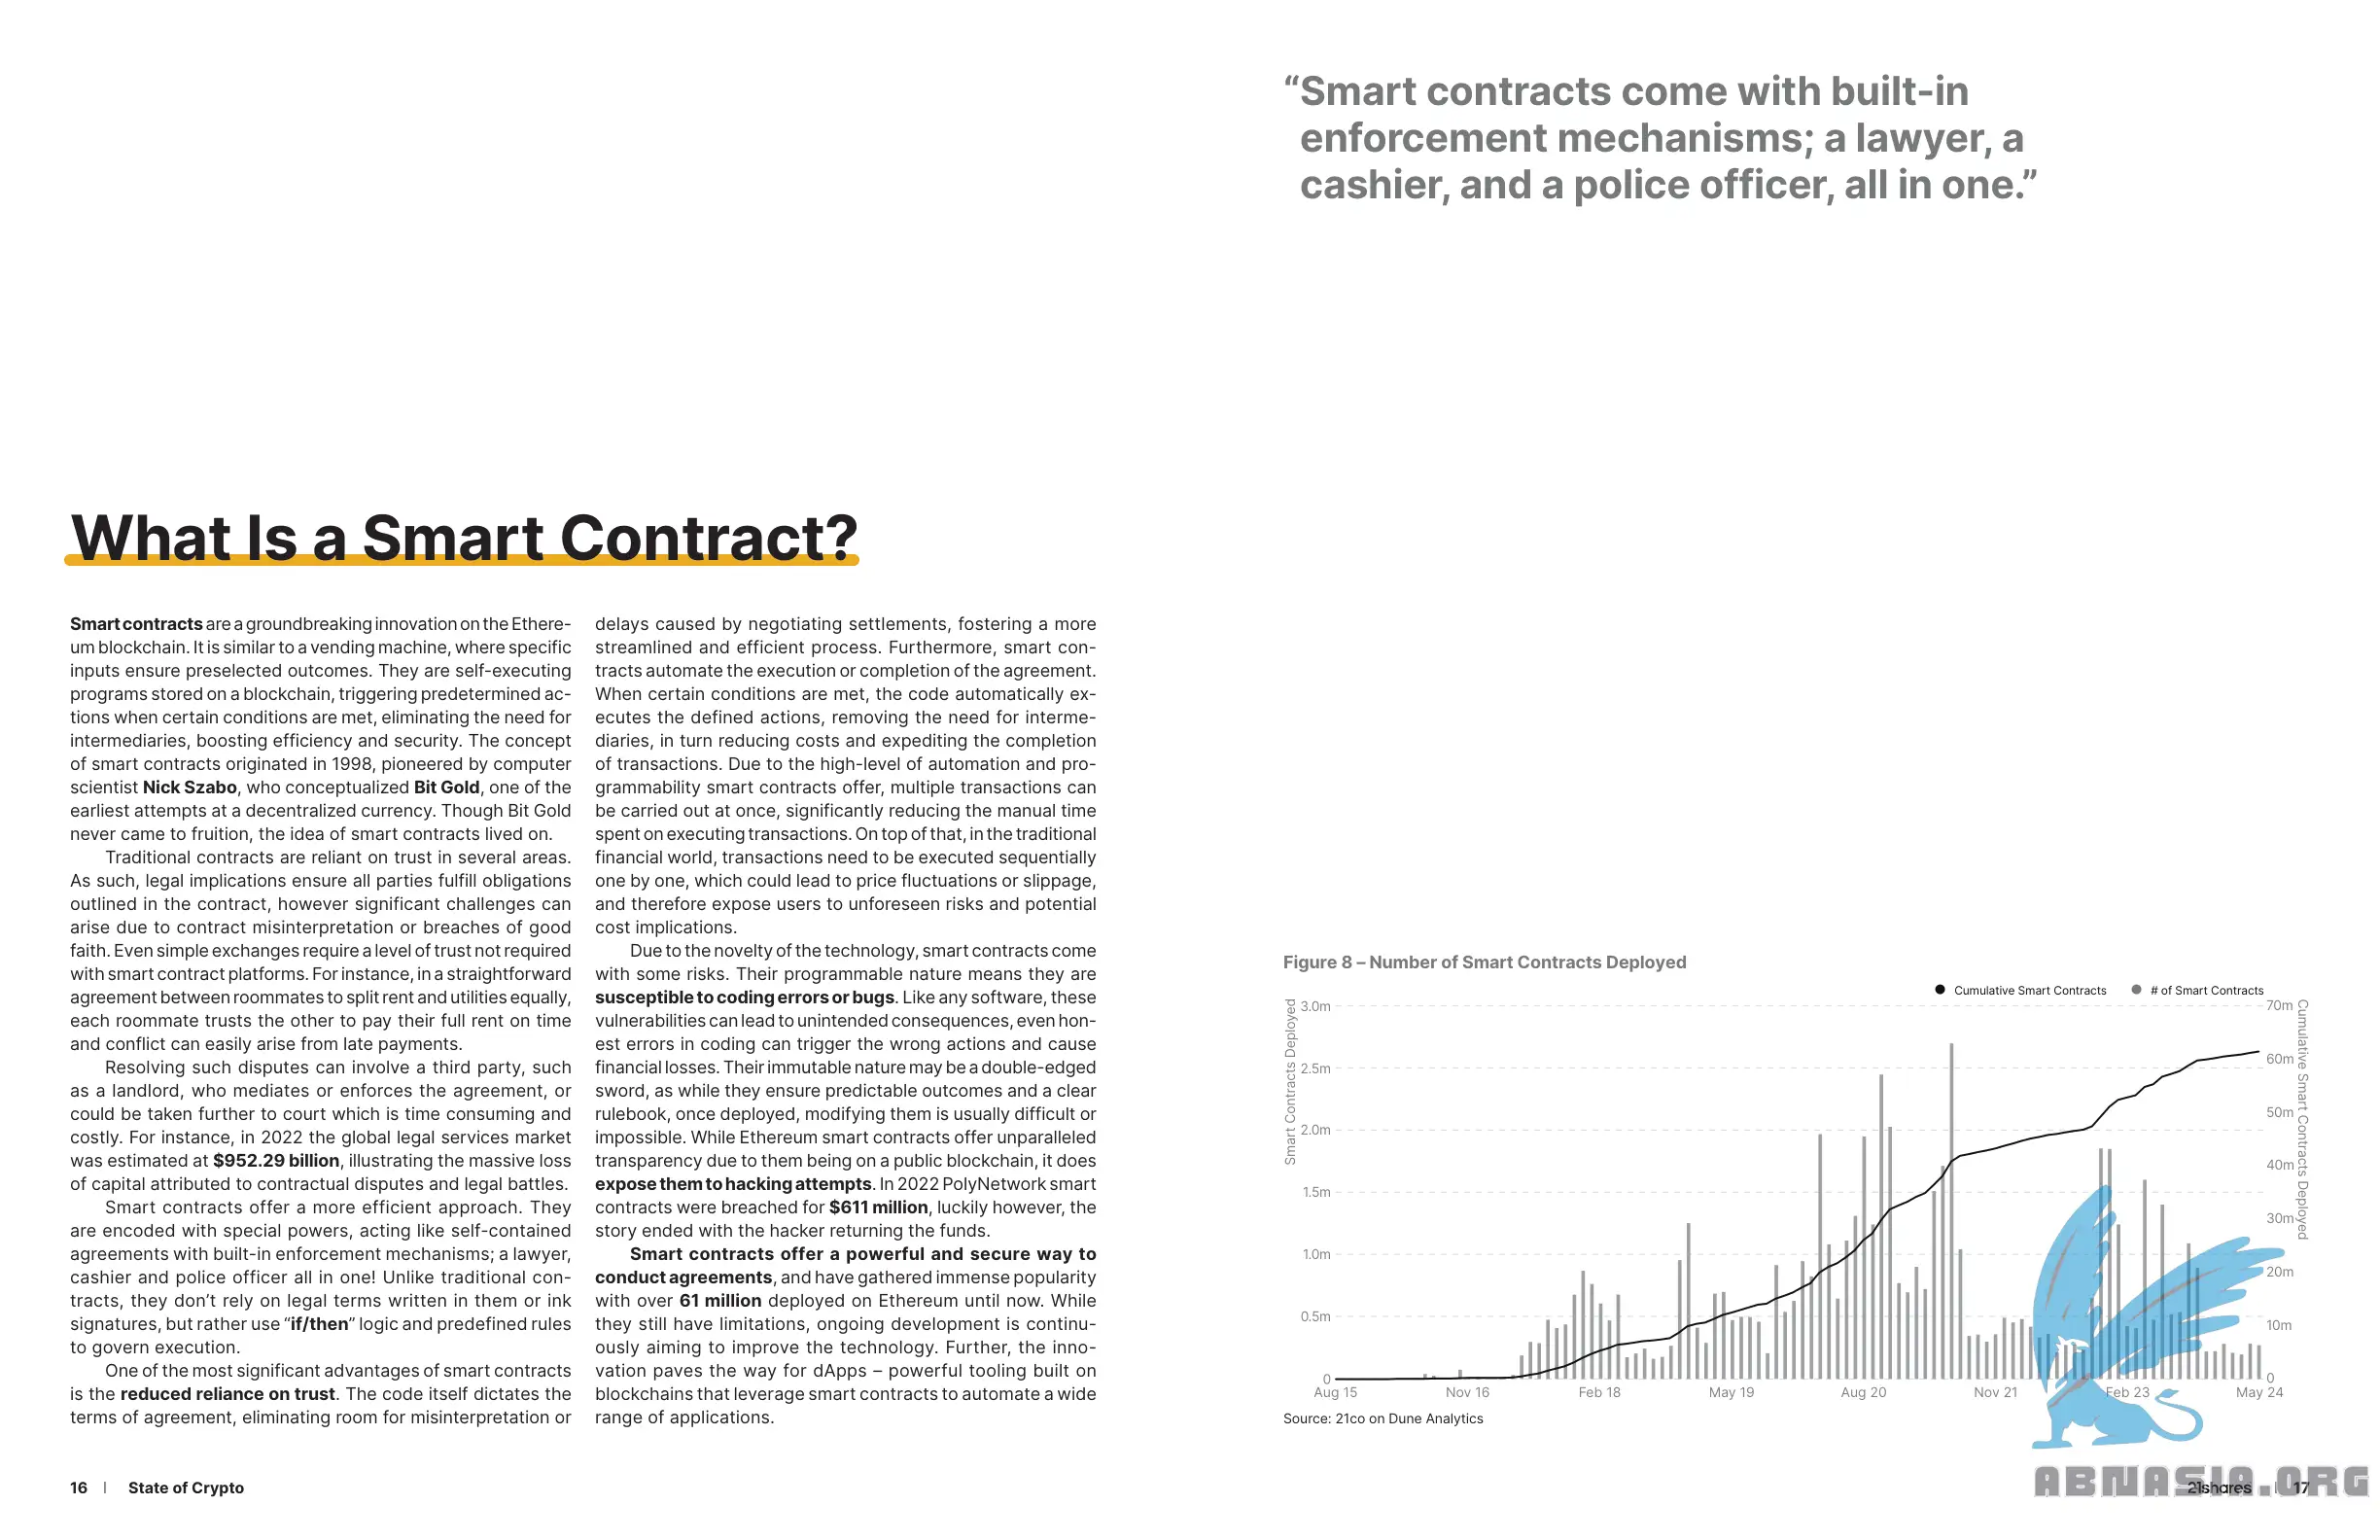 “Smart contracts come with built-in
enforcement mechanisms; a lawyer, a
cashier, and a police officer, all in one.”
What Is a Smart Contract?
Smart contracts are a groundbreaking innovation on the Ethere-
um blockchain. It is similar to a vending machine, where specific
inputs ensure preselected outcomes. They are self-executing
programs stored on a blockchain, triggering predetermined ac-
tions when certain conditions are met, eliminating the need for
intermediaries, boosting efficiency and security. The concept
of smart contracts originated in 1998, pioneered by computer
scientist Nick Szabo, who conceptualized Bit Gold, one of the
earliest attempts at a decentralized currency. Though Bit Gold
never came to fruition, the idea of smart contracts lived on.
Traditional contracts are reliant on trust in several areas.
As such, legal implications ensure all parties fulfill obligations
outlined in the contract, however significant challenges can
arise due to contract misinterpretation or breaches of good
faith. Even simple exchanges require a level of trust not required
with smart contract platforms. For instance, in a straightforward
agreement between roommates to split rent and utilities equally,
each roommate trusts the other to pay their full rent on time
and conflict can easily arise from late payments.
Resolving such disputes can involve a third party, such
as a landlord, who mediates or enforces the agreement, or
could be taken further to court which is time consuming and
costly. For instance, in 2022 the global legal services market
was estimated at $952.29 billion, illustrating the massive loss
of capital attributed to contractual disputes and legal battles.
Smart contracts offer a more efficient approach. They
are encoded with special powers, acting like self-contained
agreements with built-in enforcement mechanisms; a lawyer,
cashier and police officer all in one! Unlike traditional con-
tracts, they don’t rely on legal terms written in them or ink
signatures, but rather use “if/then” logic and predefined rules
to govern execution.
One of the most significant advantages of smart contracts
is the reduced reliance on trust. The code itself dictates the
terms of agreement, eliminating room for misinterpretation or
delays caused by negotiating settlements, fostering a more
streamlined and efficient process. Furthermore, smart con-
tracts automate the execution or completion of the agreement.
When certain conditions are met, the code automatically ex-
ecutes the defined actions, removing the need for interme-
diaries, in turn reducing costs and expediting the completion
of transactions. Due to the high-level of automation and pro-
grammability smart contracts offer, multiple transactions can
be carried out at once, significantly reducing the manual time
spent on executing transactions. On top of that, in the traditional
financial world, transactions need to be executed sequentially
one by one, which could lead to price fluctuations or slippage,
and therefore expose users to unforeseen risks and potential
cost implications.
Due to the novelty of the technology, smart contracts come
with some risks. Their programmable nature means they are
susceptible to coding errors or bugs. Like any software, these
vulnerabilities can lead to unintended consequences, even hon-
est errors in coding can trigger the wrong actions and cause
financial losses. Their immutable nature may be a double-edged
sword, as while they ensure predictable outcomes and a clear
rulebook, once deployed, modifying them is usually difficult or
impossible. While Ethereum smart contracts offer unparalleled
transparency due to them being on a public blockchain, it does
expose them to hacking attempts. In 2022 PolyNetwork smart
contracts were breached for $611 million, luckily however, the
story ended with the hacker returning the funds.
Smart contracts offer a powerful and secure way to
conduct agreements, and have gathered immense popularity
with over 61 million deployed on Ethereum until now. While
they still have limitations, ongoing development is continu-
ously aiming to improve the technology. Further, the inno-
vation paves the way for dApps – powerful tooling built on
blockchains that leverage smart contracts to automate a wide
range of applications.
Figure 8 – Number of Smart Contracts Deployed
Cumulative Smart Contracts # of Smart Contracts
Smart Contracts Deployed
3.0m
2.5m
2.0m
1.5m
1.0m
0.5m
0
70m
60m
50m
40m
30m
20m
10m
0
Cumulative Smart Contracts Deployed
Aug 15 Nov 16 Feb 18 May 19 Aug 20 Nov 21 Feb 23 May 24
Source: 21co on Dune Analytics
16 | State of Crypto
21shares | 17
ABNASIA.ORG